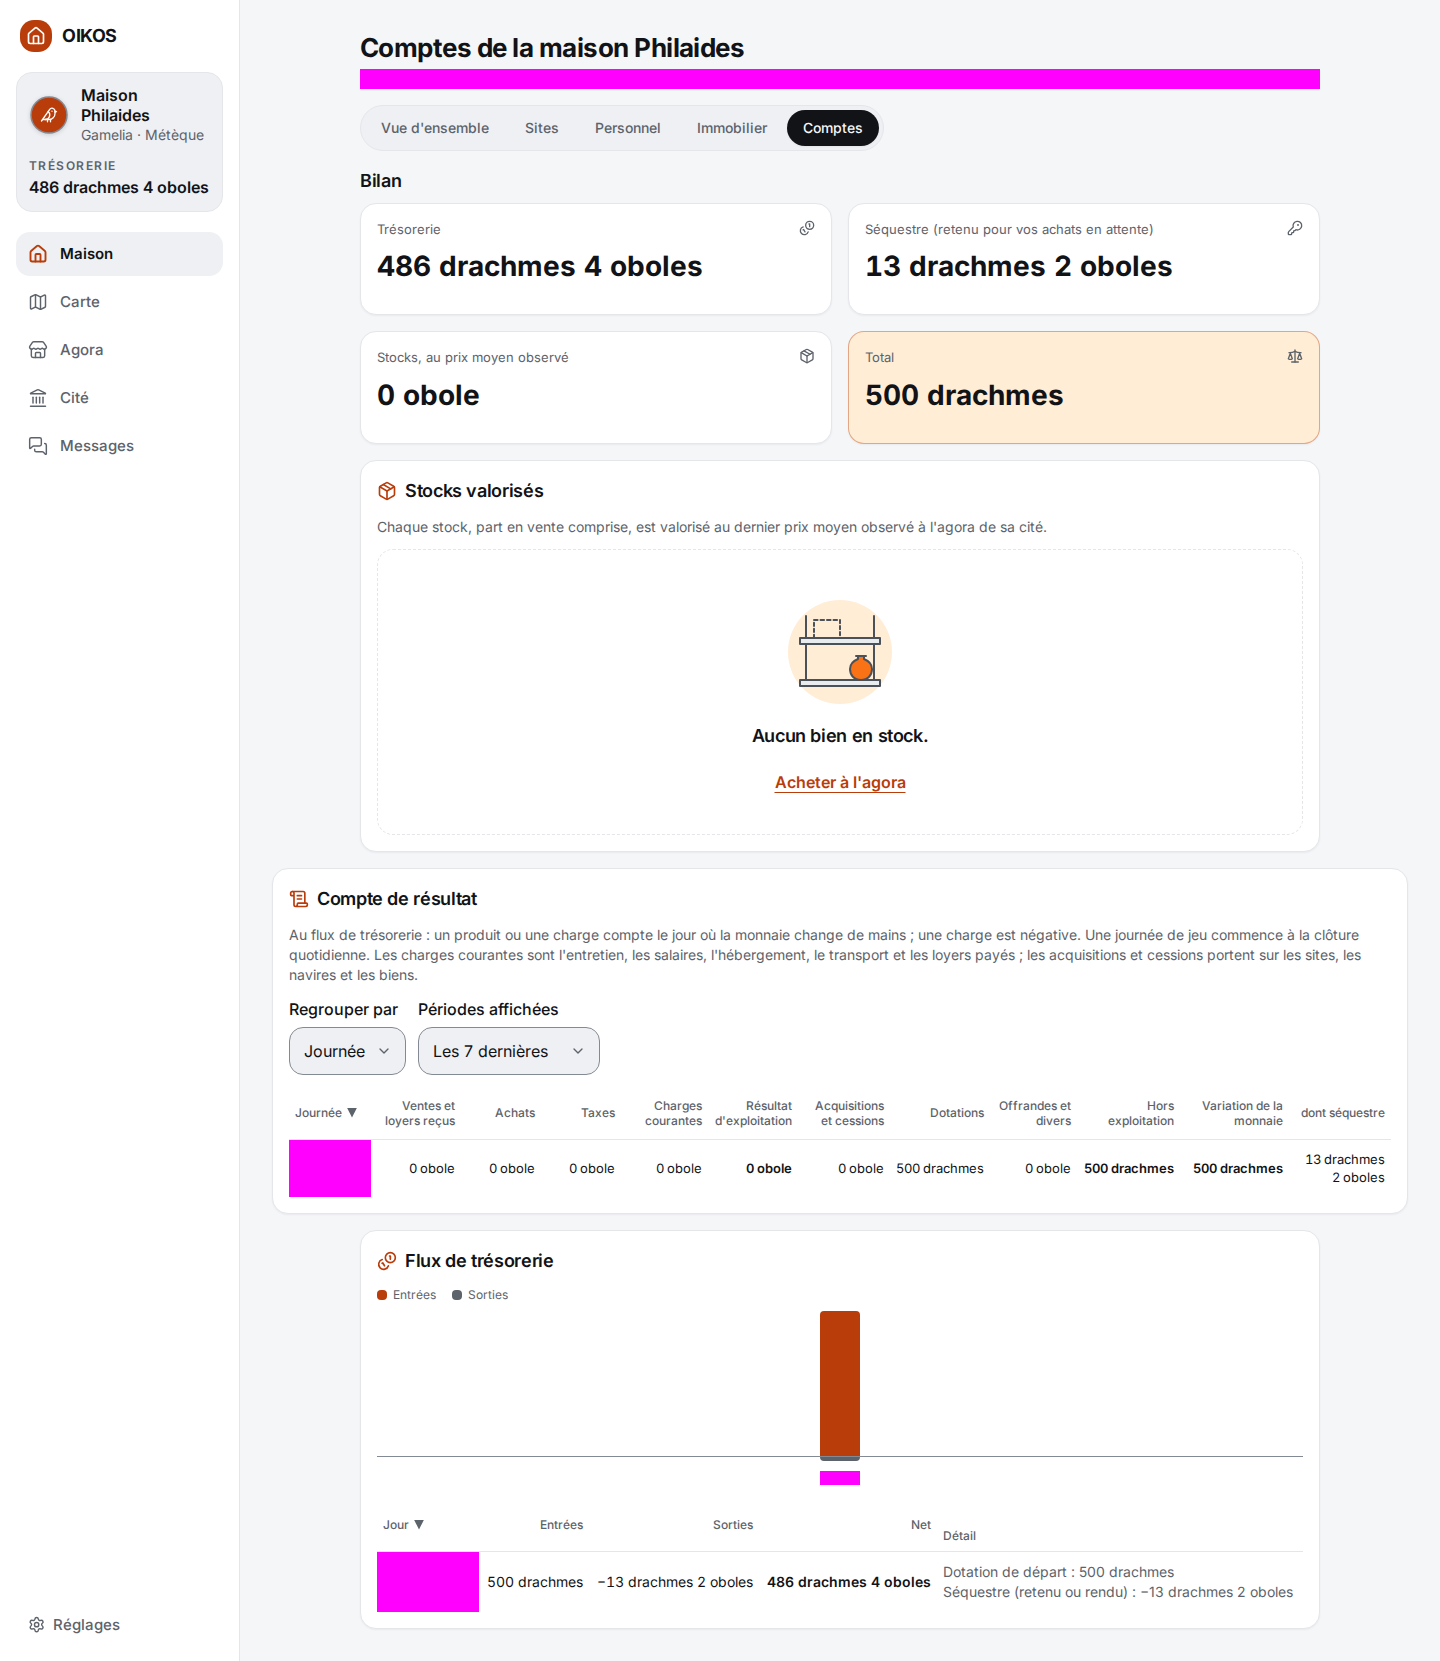 OIKOS
Maison
Philaides
Gamelia · Métèque
TRÉSORERIE
486 drachmes 4 oboles
Maison
Carte
Agora
Cité
Messages
Réglages
Comptes de la maison Philaides
Vue d'ensemble
Sites
Personnel
Immobilier
Comptes
Bilan
Trésorerie
486 drachmes 4 oboles
Séquestre (retenu pour vos achats en attente)
13 drachmes 2 oboles
Stocks, au prix moyen observé
0 obole
Total
500 drachmes
Stocks valorisés
Chaque stock, part en vente comprise, est valorisé au dernier prix moyen observé à l'agora de sa cité.
Aucun bien en stock.
Acheter à l'agora
Compte de résultat
Au flux de trésorerie : un produit ou une charge compte le jour où la monnaie change de mains ; une charge est négative. Une journée de jeu commence à la clôture
quotidienne. Les charges courantes sont l'entretien, les salaires, l'hébergement, le transport et les loyers payés ; les acquisitions et cessions portent sur les sites, les
navires et les biens.
Regrouper par
Périodes affichées
Journée
Les 7 dernières
Journée ▼
Ventes et
loyers reçus
Achats
Taxes
Charges
courantes
Résultat
d'exploitation
Acquisitions
et cessions
Dotations
Offrandes et
divers
Hors
exploitation
Variation de la
monnaie
dont séquestre
0 obole
0 obole
0 obole
0 obole
0 obole
0 obole
500 drachmes
0 obole
500 drachmes
500 drachmes
13 drachmes
2 oboles
Flux de trésorerie
Entrées
Sorties
Jour ▼
Entrées
Sorties
Net
Détail
500 drachmes
−13 drachmes 2 oboles
486 drachmes 4 oboles
Dotation de départ : 500 drachmes
Séquestre (retenu ou rendu) : −13 drachmes 2 oboles